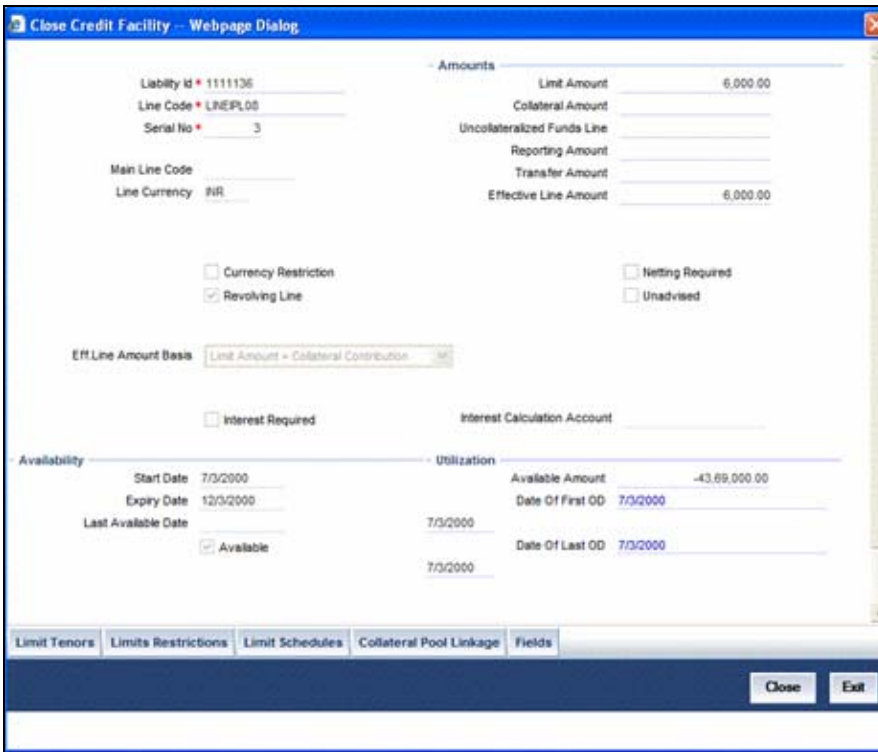 Close Credit Facility -- Webpage Dialog
Amounts
Liability Id * 1111136
Line Code * LINEIPL08
Serial No * 3
Main Line Code
Line Currency INR
Limit Amount 6,000.00
Collateral Amount
Uncollateralized Funds Line
Reporting Amount
Transfer Amount
Effective Line Amount 6,000.00
Currency Restriction
Revolving Line
Netting Required
Unadvised
Eff.Line Amount Basis Limit Amount + Collateral Contribution
Interest Required
Interest Calculation Account
Availability
Start Date 7/3/2000
Expiry Date 12/3/2000
Last Available Date
Available
Utilization
Available Amount -43,69,000.00
Date Of First OD 7/3/2000
7/3/2000
Date Of Last OD 7/3/2000
7/3/2000
Limit Tenors
Limits Restrictions
Limit Schedules
Collateral Pool Linkage
Fields
Close
Exit